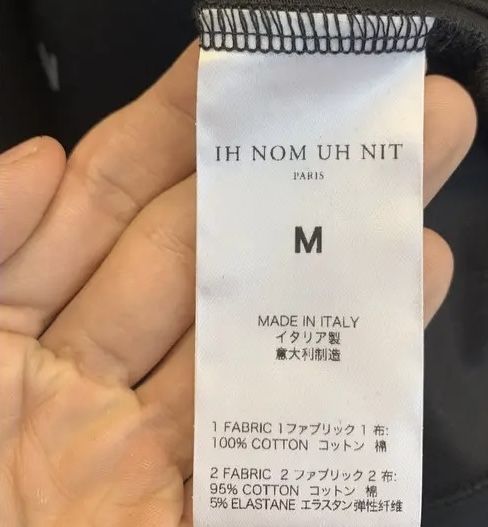 IH NOM UH NIT
PARIS
M
MADE IN ITALY
イタリア製
意大利制造
1 FABRIC 1ファブリック 1 布:
100% COTTON コットン 棉
2 FABRIC 2 ファブリック 2 布:
95% COTTON コットン 棉
5% ELASTANE エラスタン弹性纤维